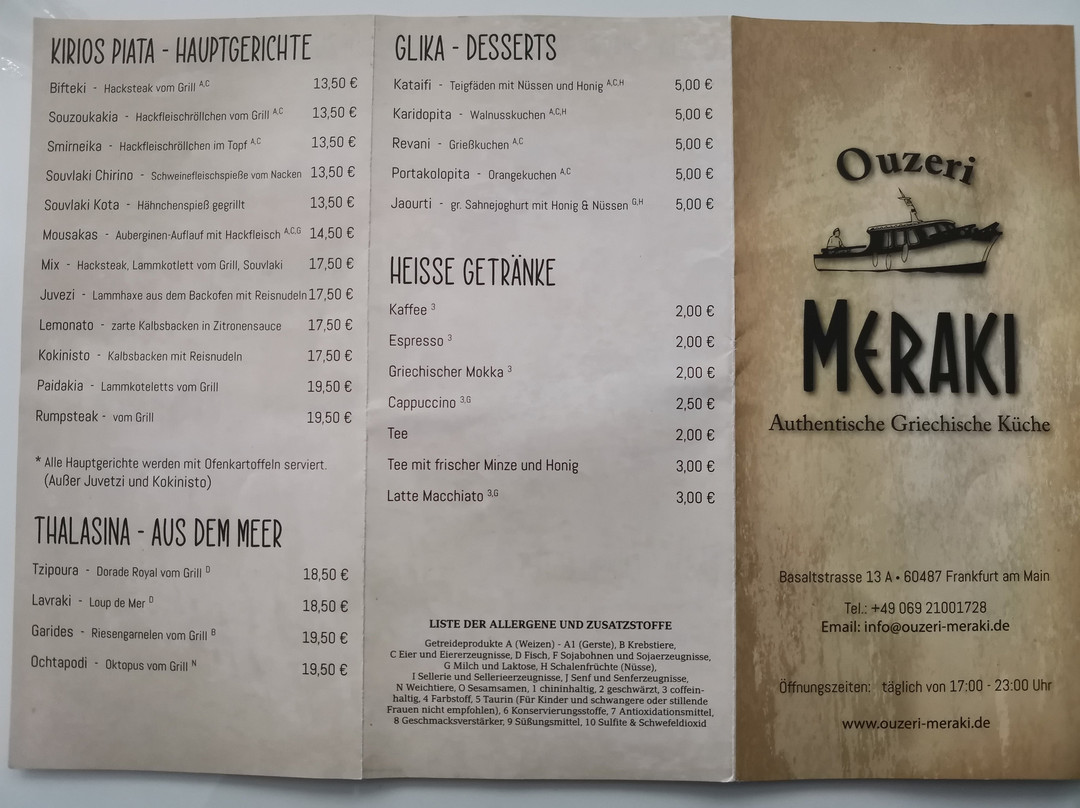 KIRIOS PIATA - HAUPTGERICHTE
Bifteki - Hacksteak vom Grill A,C 13,50 €
Souzoukakia - Hackfleischröllchen vom Grill A,C 13,50 €
Smirneika - Hackfleischröllchen im Topf A,C 13,50 €
Souvlaki Chirino - Schweinefleischspieße vom Nacken 13,50 €
Souvlaki Kota - Hähnchenspieß gegrillt 13,50 €
Mousakas - Auberginen-Auflauf mit Hackfleisch A,C,G 14,50 €
Mix - Hacksteak, Lammkotlett vom Grill, Souvlaki 17,50 €
Juvezi - Lammhaxe aus dem Backofen mit Reisnudeln 17,50 €
Lemonato - zarte Kalbsbacken in Zitronensauce 17,50 €
Kokinisto - Kalbsbacken mit Reisnudeln 17,50 €
Paidakia - Lammkoteletts vom Grill 19,50 €
Rumpsteak - vom Grill 19,50 €
* Alle Hauptgerichte werden mit Ofenkartoffeln serviert.
(Außer Juvetzi und Kokinisto)
THALASINA - AUS DEM MEER
Tzipoura - Dorade Royal vom Grill D 18,50 €
Lavraki - Loup de Mer D 18,50 €
Garides - Riesengarnelen vom Grill B 19,50 €
Ochtapodi - Oktopus vom Grill N 19,50 €
GLIKA - DESSERTS
Kataifi - Teigfäden mit Nüssen und Honig A,C,H 5,00 €
Karidopita - Walnusskuchen A,C,H 5,00 €
Revani - Grießkuchen A,C 5,00 €
Portakolopita - Orangekuchen A,C 5,00 €
Jaourti - gr. Sahnejoghurt mit Honig & Nüssen G,H 5,00 €
HEISSE GETRÄNKE
Kaffee 3 2,00 €
Espresso 3 2,00 €
Griechischer Mokka 3 2,00 €
Cappuccino 3,G 2,50 €
Tee 2,00 €
Tee mit frischer Minze und Honig 3,00 €
Latte Macchiato 3,G 3,00 €
LISTE DER ALLERGENE UND ZUSATZSTOFFE
Getreideprodukte A (Weizen) - A1 (Gerste), B Krebstiere,
C Eier und Eiererzeugnisse, D Fisch, F Sojabohnen und Sojaerzeugnisse,
G Milch und Laktose, H Schalenfrüchte (Nüsse),
I Sellerie und Sellerieerzeugnisse, J Senf und Senferzeugnisse,
N Weichtiere, O Sesamsamen, 1 chininhaltig, 2 geschwärzt, 3 coffein-
haltig, 4 Farbstoff, 5 Taurin (Für Kinder und schwangere oder stillende
Frauen nicht empfohlen), 6 Konservierungsstoffe, 7 Antioxidationsmittel,
8 Geschmacksverstärker, 9 Süßungsmittel, 10 Sulfite & Schwefeldioxid
Ouzeri
MERAKI
Authentische Griechische Küche
Basaltstrasse 13 A • 60487 Frankfurt am Main
Tel.: +49 069 21001728
Email: info@ouzeri-meraki.de
Öffnungszeiten: täglich von 17:00 - 23:00 Uhr
www.ouzeri-meraki.de